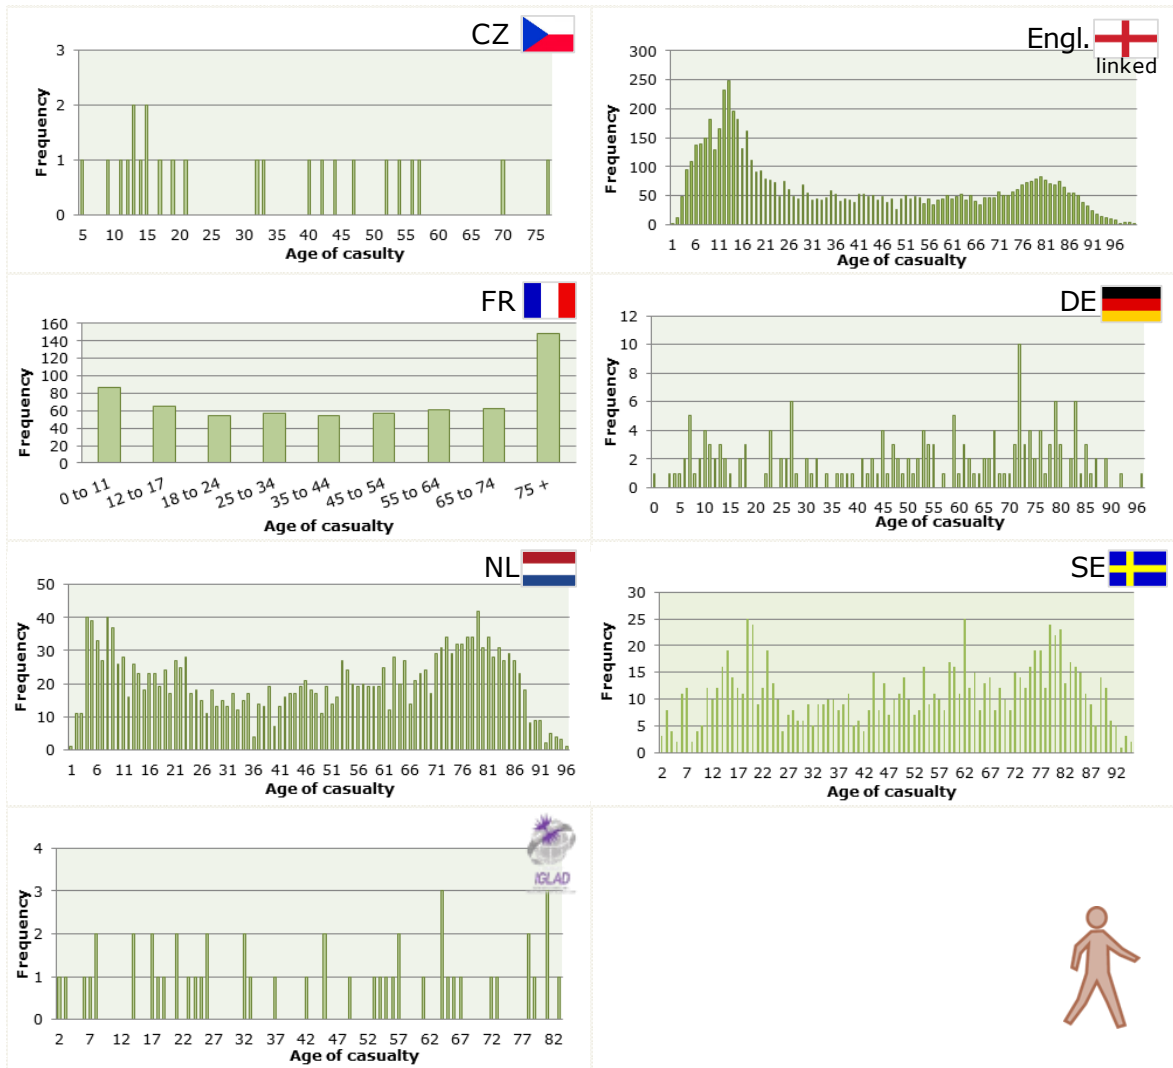 CZ
3
2
1
0
Frequency
5 10 15 20 25 30 35 40 45 50 55 60 65 70 75
Age of casulty
Engl.
linked
300
250
200
150
100
50
0
Frequency
1 6 11 16 21 26 31 36 41 46 51 56 61 66 71 76 81 86 91 96
Age of casualty
FR
160
140
120
100
80
60
40
20
0
Frequency
0 to 11 12 to 17 18 to 24 25 to 34 35 to 44 45 to 54 55 to 64 65 to 74 75 +
Age of casualty
DE
12
10
8
6
4
2
0
Frequency
0 5 10 15 20 25 30 35 40 45 50 55 60 65 70 75 80 85 90 96
Age of casualty
NL
50
40
30
20
10
0
Frequency
1 6 11 16 21 26 31 36 41 46 51 56 61 66 71 76 81 86 91 96
Age of casualty
SE
30
25
20
15
10
5
0
Frequency
2 7 12 17 22 27 32 37 42 47 52 57 62 67 72 77 82 87 92
Age of casualty
IGLAD
4
3
2
1
0
Frequency
2 7 12 17 22 27 32 37 42 47 52 57 62 67 72 77 82
Age of casualty